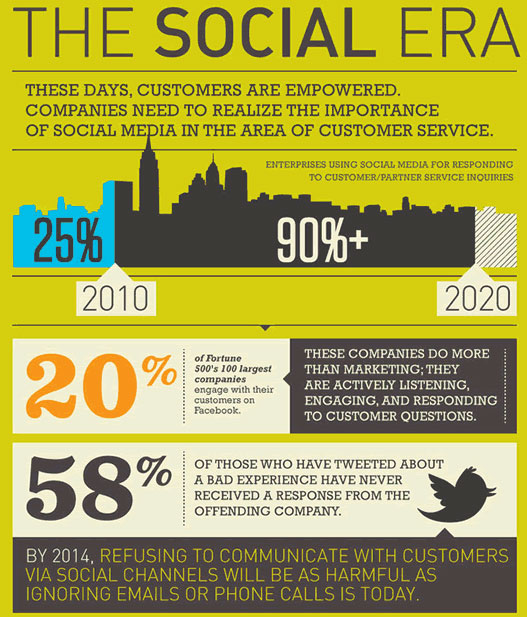 THE SOCIAL ERA
THESE DAYS, CUSTOMERS ARE EMPOWERED.
COMPANIES NEED TO REALIZE THE IMPORTANCE
OF SOCIAL MEDIA IN THE AREA OF CUSTOMER SERVICE.
ENTERPRISES USING SOCIAL MEDIA FOR RESPONDING
TO CUSTOMER/PARTNER SERVICE INQUIRIES
25%
90%+
2010
2020
20%
of Fortune
500's 100 largest
companies
engage with their
customers on
Facebook.
THESE COMPANIES DO MORE
THAN MARKETING; THEY
ARE ACTIVELY LISTENING,
ENGAGING, AND RESPONDING
TO CUSTOMER QUESTIONS.
58%
OF THOSE WHO HAVE TWEETED ABOUT
A BAD EXPERIENCE HAVE NEVER
RECEIVED A RESPONSE FROM THE
OFFENDING COMPANY.
BY 2014, REFUSING TO COMMUNICATE WITH CUSTOMERS
VIA SOCIAL CHANNELS WILL BE AS HARMFUL AS
IGNORING EMAILS OR PHONE CALLS IS TODAY.